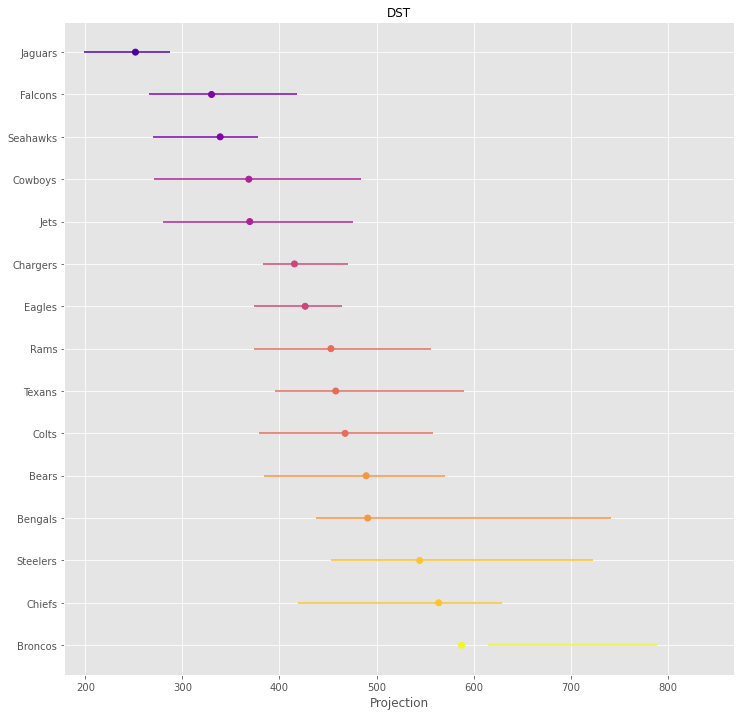 DST
Jaguars
Falcons
Seahawks
Cowboys
Jets
Chargers
Eagles
Rams
Texans
Colts
Bears
Bengals
Steelers
Chiefs
Broncos
200 300 400 500 600 700 800
Projection